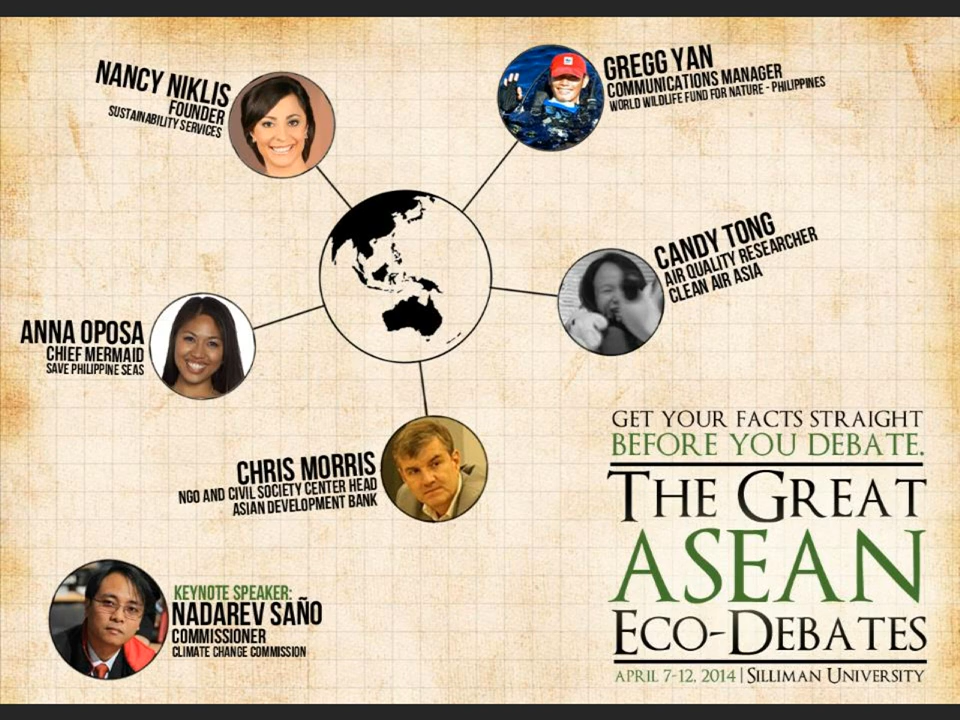 NANCY NIKLIS
FOUNDER
SUSTAINABILITY SERVICES
GREGG YAN
COMMUNICATIONS MANAGER
WORLD WILDLIFE FUND FOR NATURE - PHILIPPINES
CANDY TONG
AIR QUALITY RESEARCHER
CLEAN AIR ASIA
ANNA OPOSA
CHIEF MERMAID
SAVE PHILIPPINE SEAS
CHRIS MORRIS
NGO AND CIVIL SOCIETY CENTER HEAD
ASIAN DEVELOPMENT BANK
KEYNOTE SPEAKER:
NADAREV SAÑO
COMMISSIONER
CLIMATE CHANGE COMMISSION
GET YOUR FACTS STRAIGHT
BEFORE YOU DEBATE.
THE GREAT
ASEAN
ECO-DEBATES
APRIL 7-12, 2014 | SILLIMAN UNIVERSITY